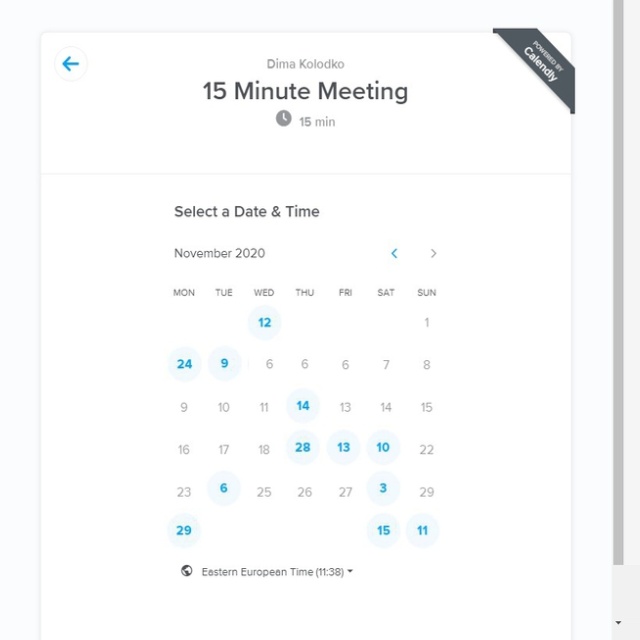 POWERED BY
Calendly
Dima Kolodko
15 Minute Meeting
15 min
Select a Date & Time
November 2020
MON TUE WED THU FRI SAT SUN
12 1
24 9 6 6 6 7 8
9 10 11 14 13 14 15
16 17 18 28 13 10 22
23 6 25 26 27 3 29
29 15 11
Eastern European Time (11:38)